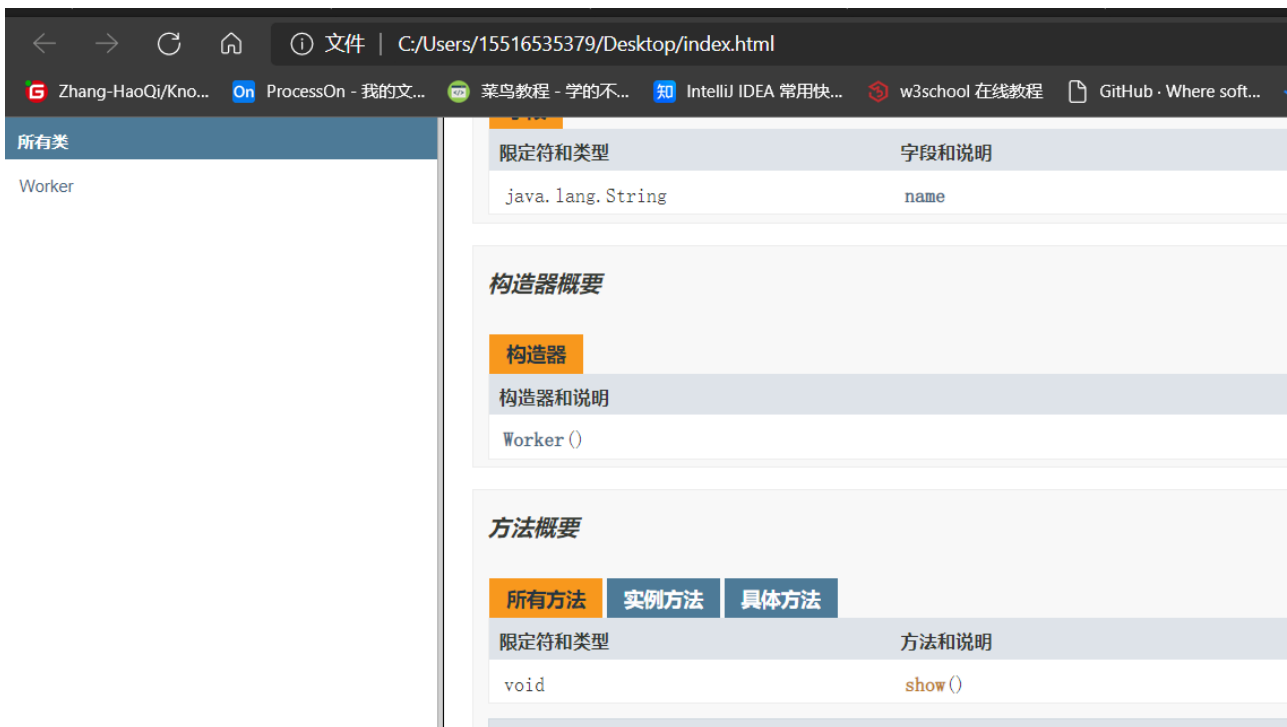 文件 | C:/Users/15516535379/Desktop/index.html
Zhang-HaoQi/Kno... On ProcessOn - 我的文... 菜鸟教程 - 学的不... 知 IntelliJ IDEA 常用快... w3school 在线教程 GitHub · Where soft...
所有类
Worker
限定符和类型 字段和说明
java.lang.String name
构造器概要
构造器
构造器和说明
Worker()
方法概要
所有方法 实例方法 具体方法
限定符和类型 方法和说明
void show()